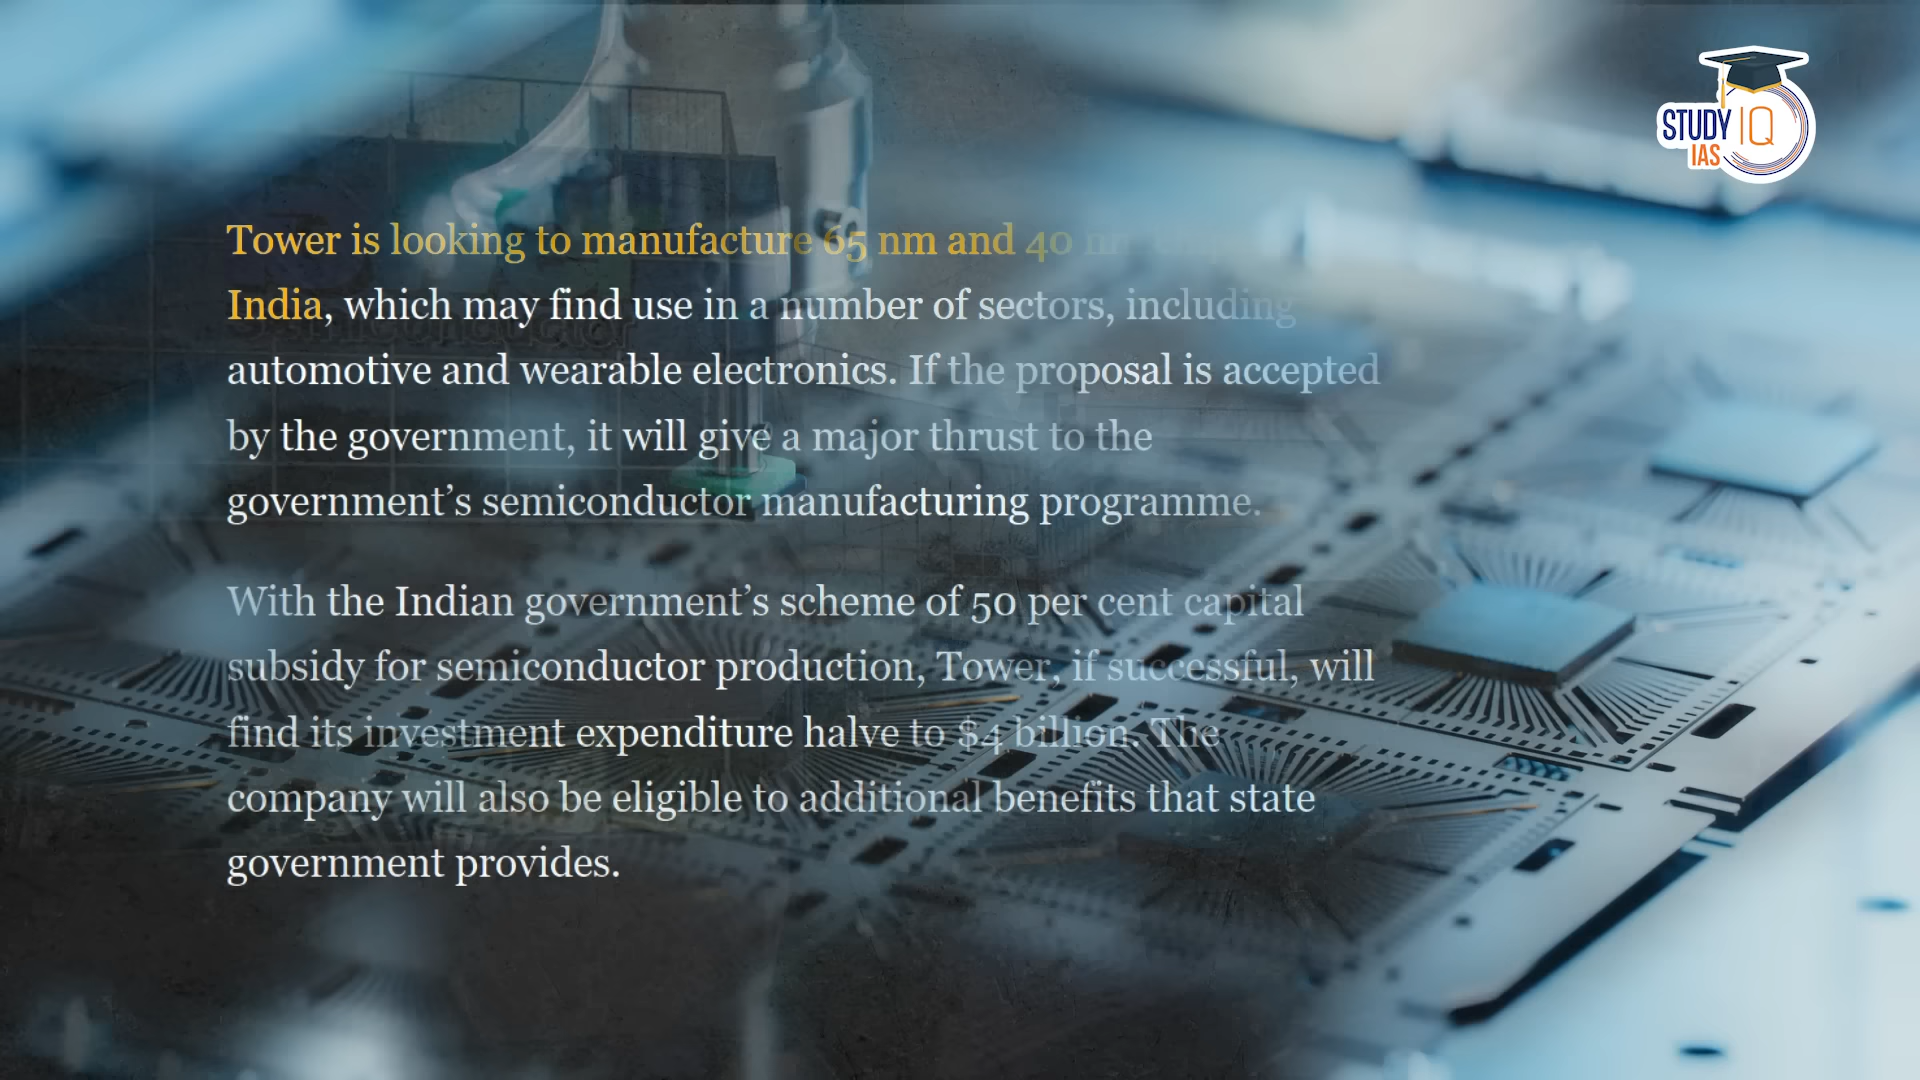 STUDY IQ
IAS
Tower is looking to manufacture 65 nm and 40 nm
India, which may find use in a number of sectors, including
automotive and wearable electronics. If the proposal is accepted
by the government, it will give a major thrust to the
government’s semiconductor manufacturing programme.
With the Indian government’s scheme of 50 per cent capital
subsidy for semiconductor production, Tower, if successful, will
find its investment expenditure halve to $4 billion. The
company will also be eligible to additional benefits that state
government provides.